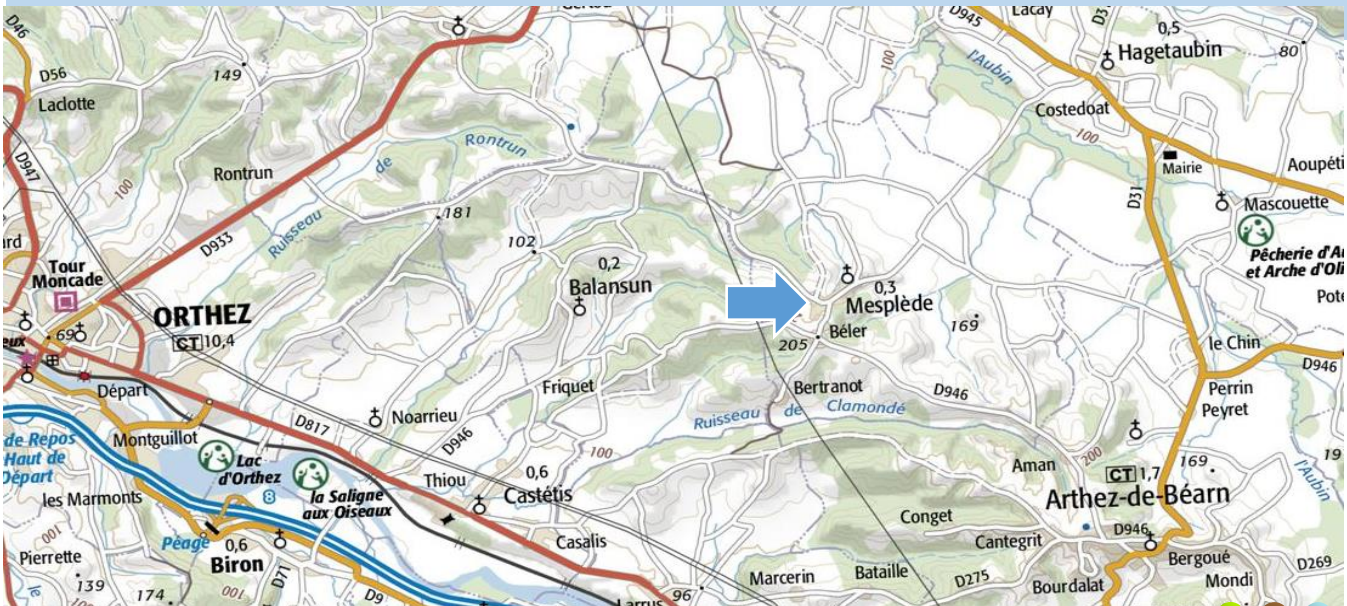 D46
D56
149
Laclotte
D947
100
Rontrun
Ruisseau de Rontrun
181
102
D933
Tour
Moncade
69
ORTHEZ
CT 10,4
Départ
Montguillot
de Repos
Haut de
Départ
les Marmonts
Péage
0,6
Biron
Pierrette
139
174
100
001
D71
D9
Lac
d'Orthez
8
la Saligne
aux Oiseaux
D817
Noarrieu
D946
Thiou
0,6
Castétis
100
Casalis
Larrus
96
0,2
Balansun
Friquet
0,3
Mesplède
Béler
205
169
Bertranot
Ruisseau de Clamondé
D946
Aman
200
CT 1,7
169
Arthez-de-Béarn
Conget
Cantegrit
D946
Bergoué
Marcerin
Bataille
D275
Bourdalat
Mondi
D269
l'Aubin
19
D945
Lacay
0,5
Hagetaubin
80
l'Aubin
100
Costedoat
100
Mairie
Aoupéti
D31
Mascouette
Pêcherie d'A
et Arche d'Oli
Pote
le Chin
D946
Perrin
Peyret